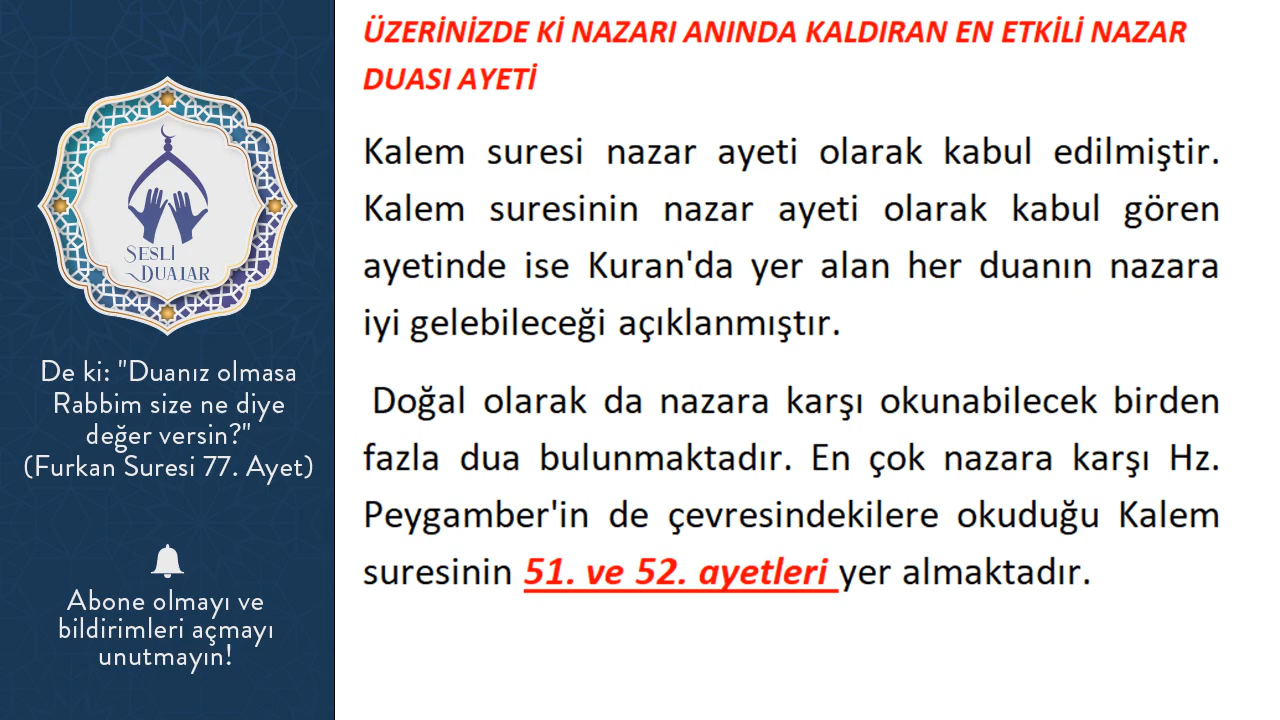 SESLİ
DUALAR
De ki: "Duanız olmasa
Rabbim size ne diye
değer versin?"
(Furkan Suresi 77. Ayet)
Abone olmayı ve
bildirimleri açmayı
unutmayın!
ÜZERİNİZDE Kİ NAZARI ANINDA KALDIRAN EN ETKİLİ NAZAR
DUASI AYETİ
Kalem suresi nazar ayeti olarak kabul edilmiştir.
Kalem suresinin nazar ayeti olarak kabul gören
ayetinde ise Kuran'da yer alan her duanın nazara
iyi gelebileceği açıklanmıştır.
Doğal olarak da nazara karşı okunabilecek birden
fazla dua bulunmaktadır. En çok nazara karşı Hz.
Peygamber'in de çevresindekilere okuduğu Kalem
suresinin 51. ve 52. ayetleri yer almaktadır.